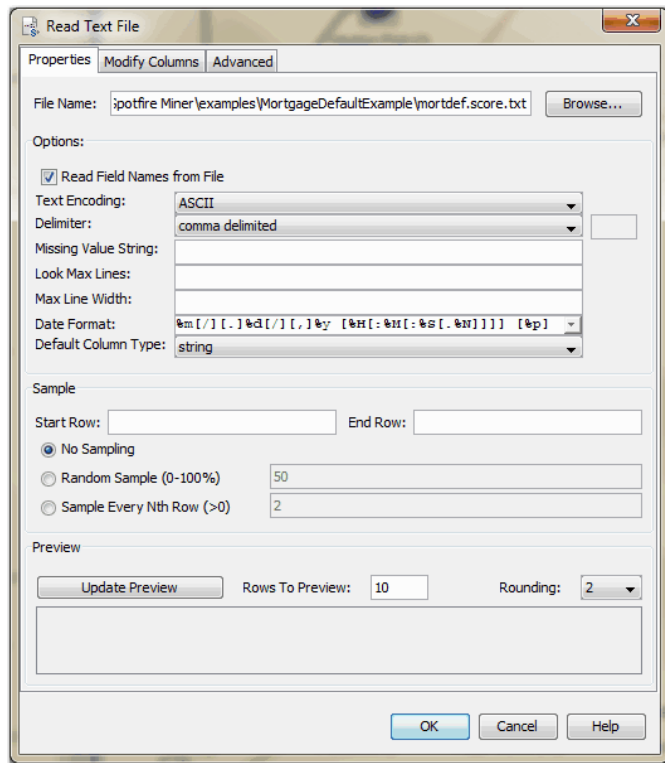 Read Text File
Properties Modify Columns Advanced
File Name: Spotfire Miner\examples\MortgageDefaultExample\mortdef.score.txt Browse...
Options:
Read Field Names from File
Text Encoding: ASCII
Delimiter: comma delimited
Missing Value String:
Look Max Lines:
Max Line Width:
Date Format: %m[/][.]%d[/][,]%y [%H[:%M[:%S[.%N]]]] [%p]
Default Column Type: string
Sample
Start Row: End Row:
No Sampling
Random Sample (0-100%) 50
Sample Every Nth Row (>0) 2
Preview
Update Preview Rows To Preview: 10 Rounding: 2
OK Cancel Help